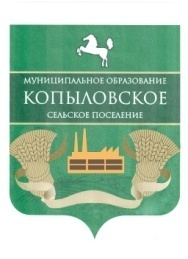 МУНИЦИПАЛЬНОЕ ОБРАЗОВАНИЕ
КОПЫЛОВСКОЕ
СЕЛЬСКОЕ ПОСЕЛЕНИЕ